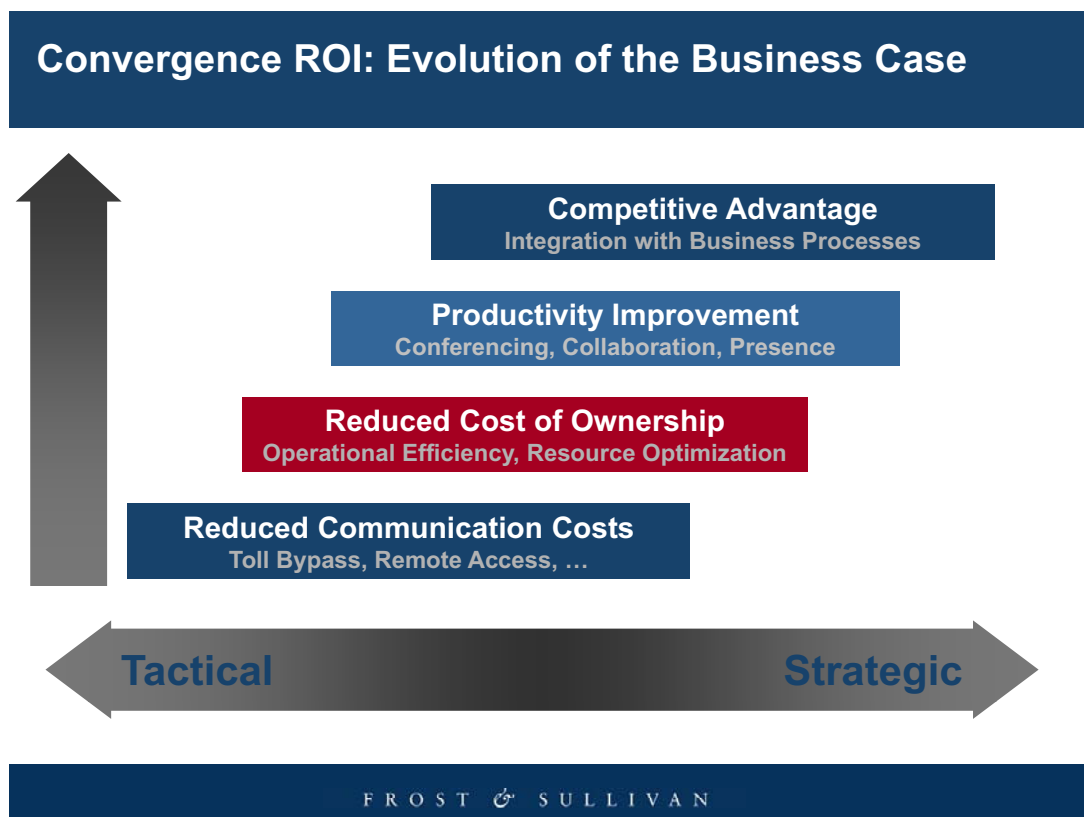 Convergence ROI: Evolution of the Business Case
Competitive Advantage
Integration with Business Processes
Productivity Improvement
Conferencing, Collaboration, Presence
Reduced Cost of Ownership
Operational Efficiency, Resource Optimization
Reduced Communication Costs
Toll Bypass, Remote Access, …
Tactical
Strategic
FROST & SULLIVAN